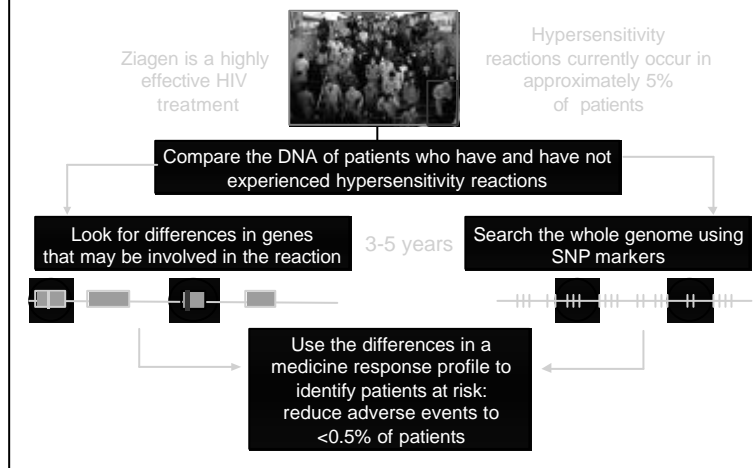 Ziagen is a highly
effective HIV
treatment
Hypersensitivity
reactions currently occur in
approximately 5%
of patients
Compare the DNA of patients who have and have not
experienced hypersensitivity reactions
Look for differences in genes
that may be involved in the reaction
3-5 years
Search the whole genome using
SNP markers
Use the differences in a
medicine response profile to
identify patients at risk:
reduce adverse events to
<0.5% of patients